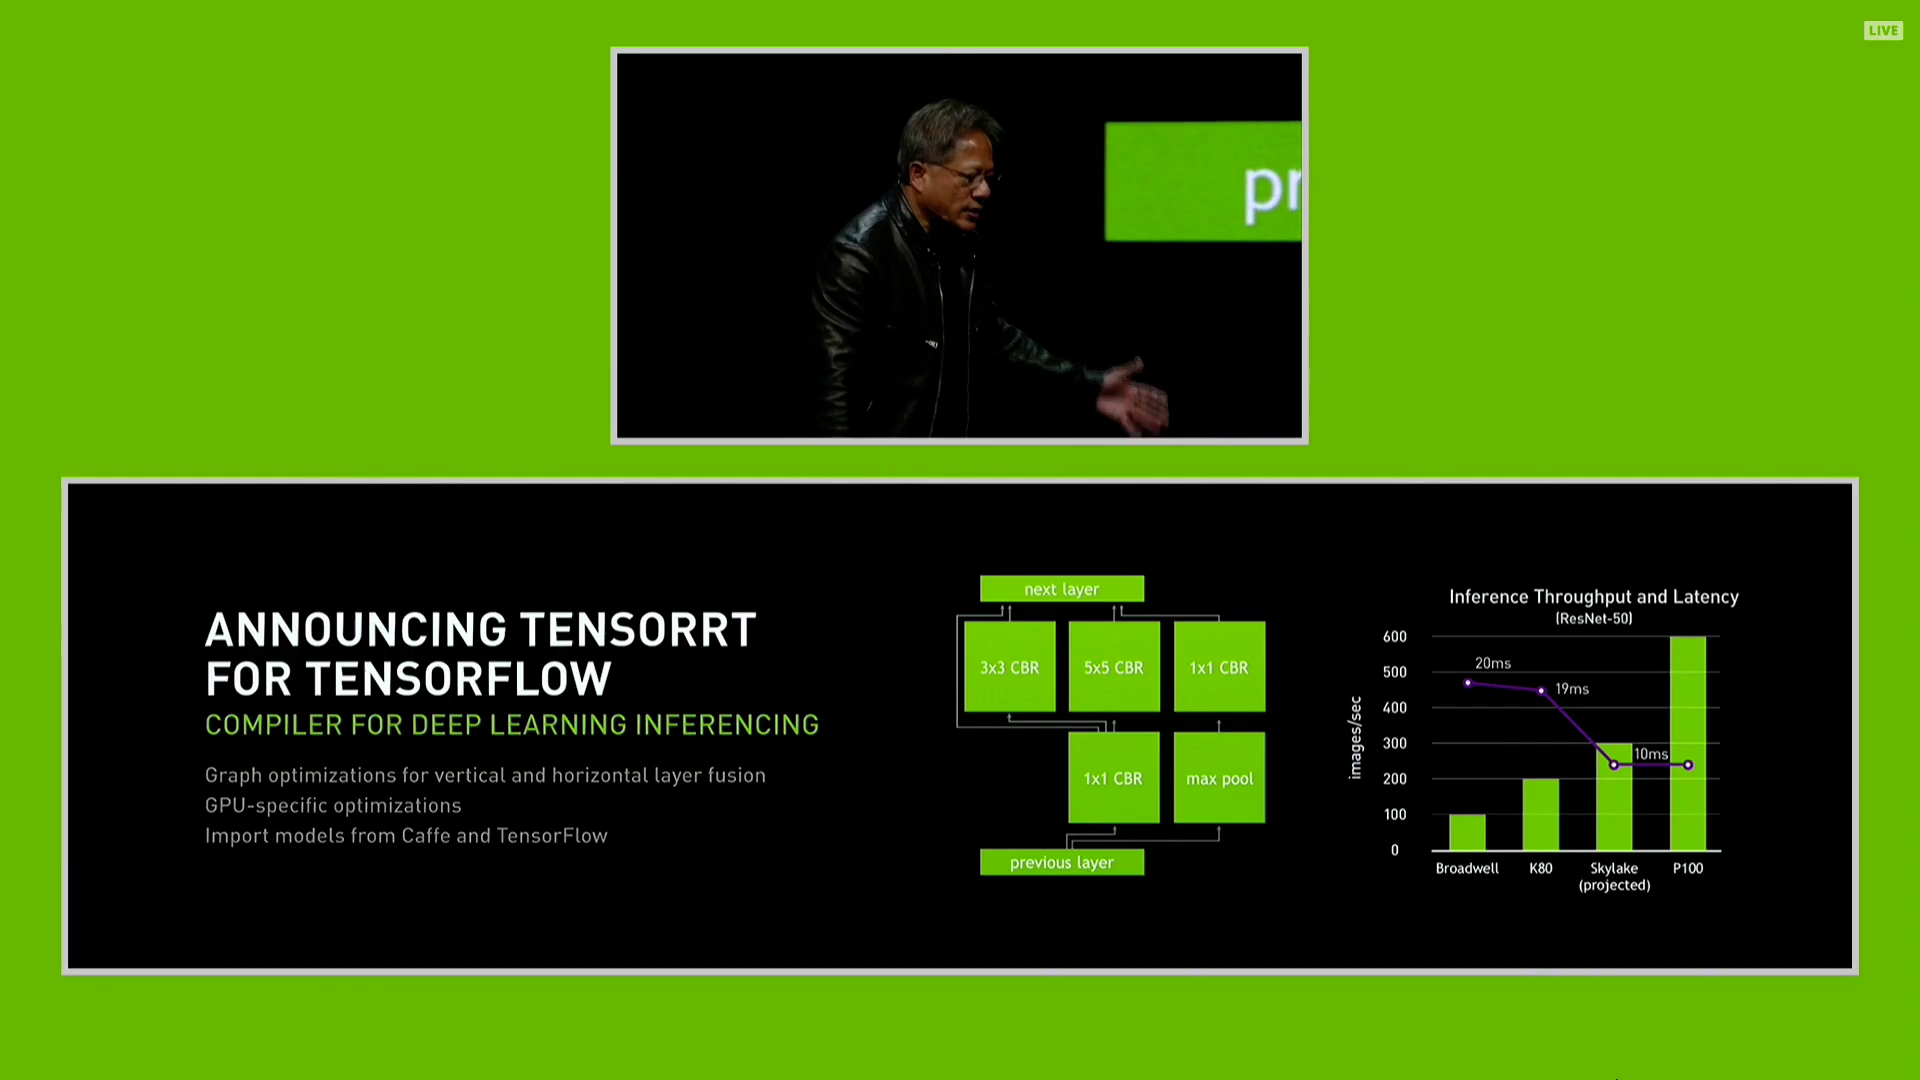 LIVE
pr
ANNOUNCING TENSORRT
FOR TENSORFLOW
COMPILER FOR DEEP LEARNING INFERENCING
Graph optimizations for vertical and horizontal layer fusion
GPU-specific optimizations
Import models from Caffe and TensorFlow
next layer
3x3 CBR
5x5 CBR
1x1 CBR
1x1 CBR
max pool
previous layer
Inference Throughput and Latency
(ResNet-50)
images/sec
600
500
400
300
200
100
0
20ms
19ms
10ms
Broadwell
K80
Skylake
(projected)
P100